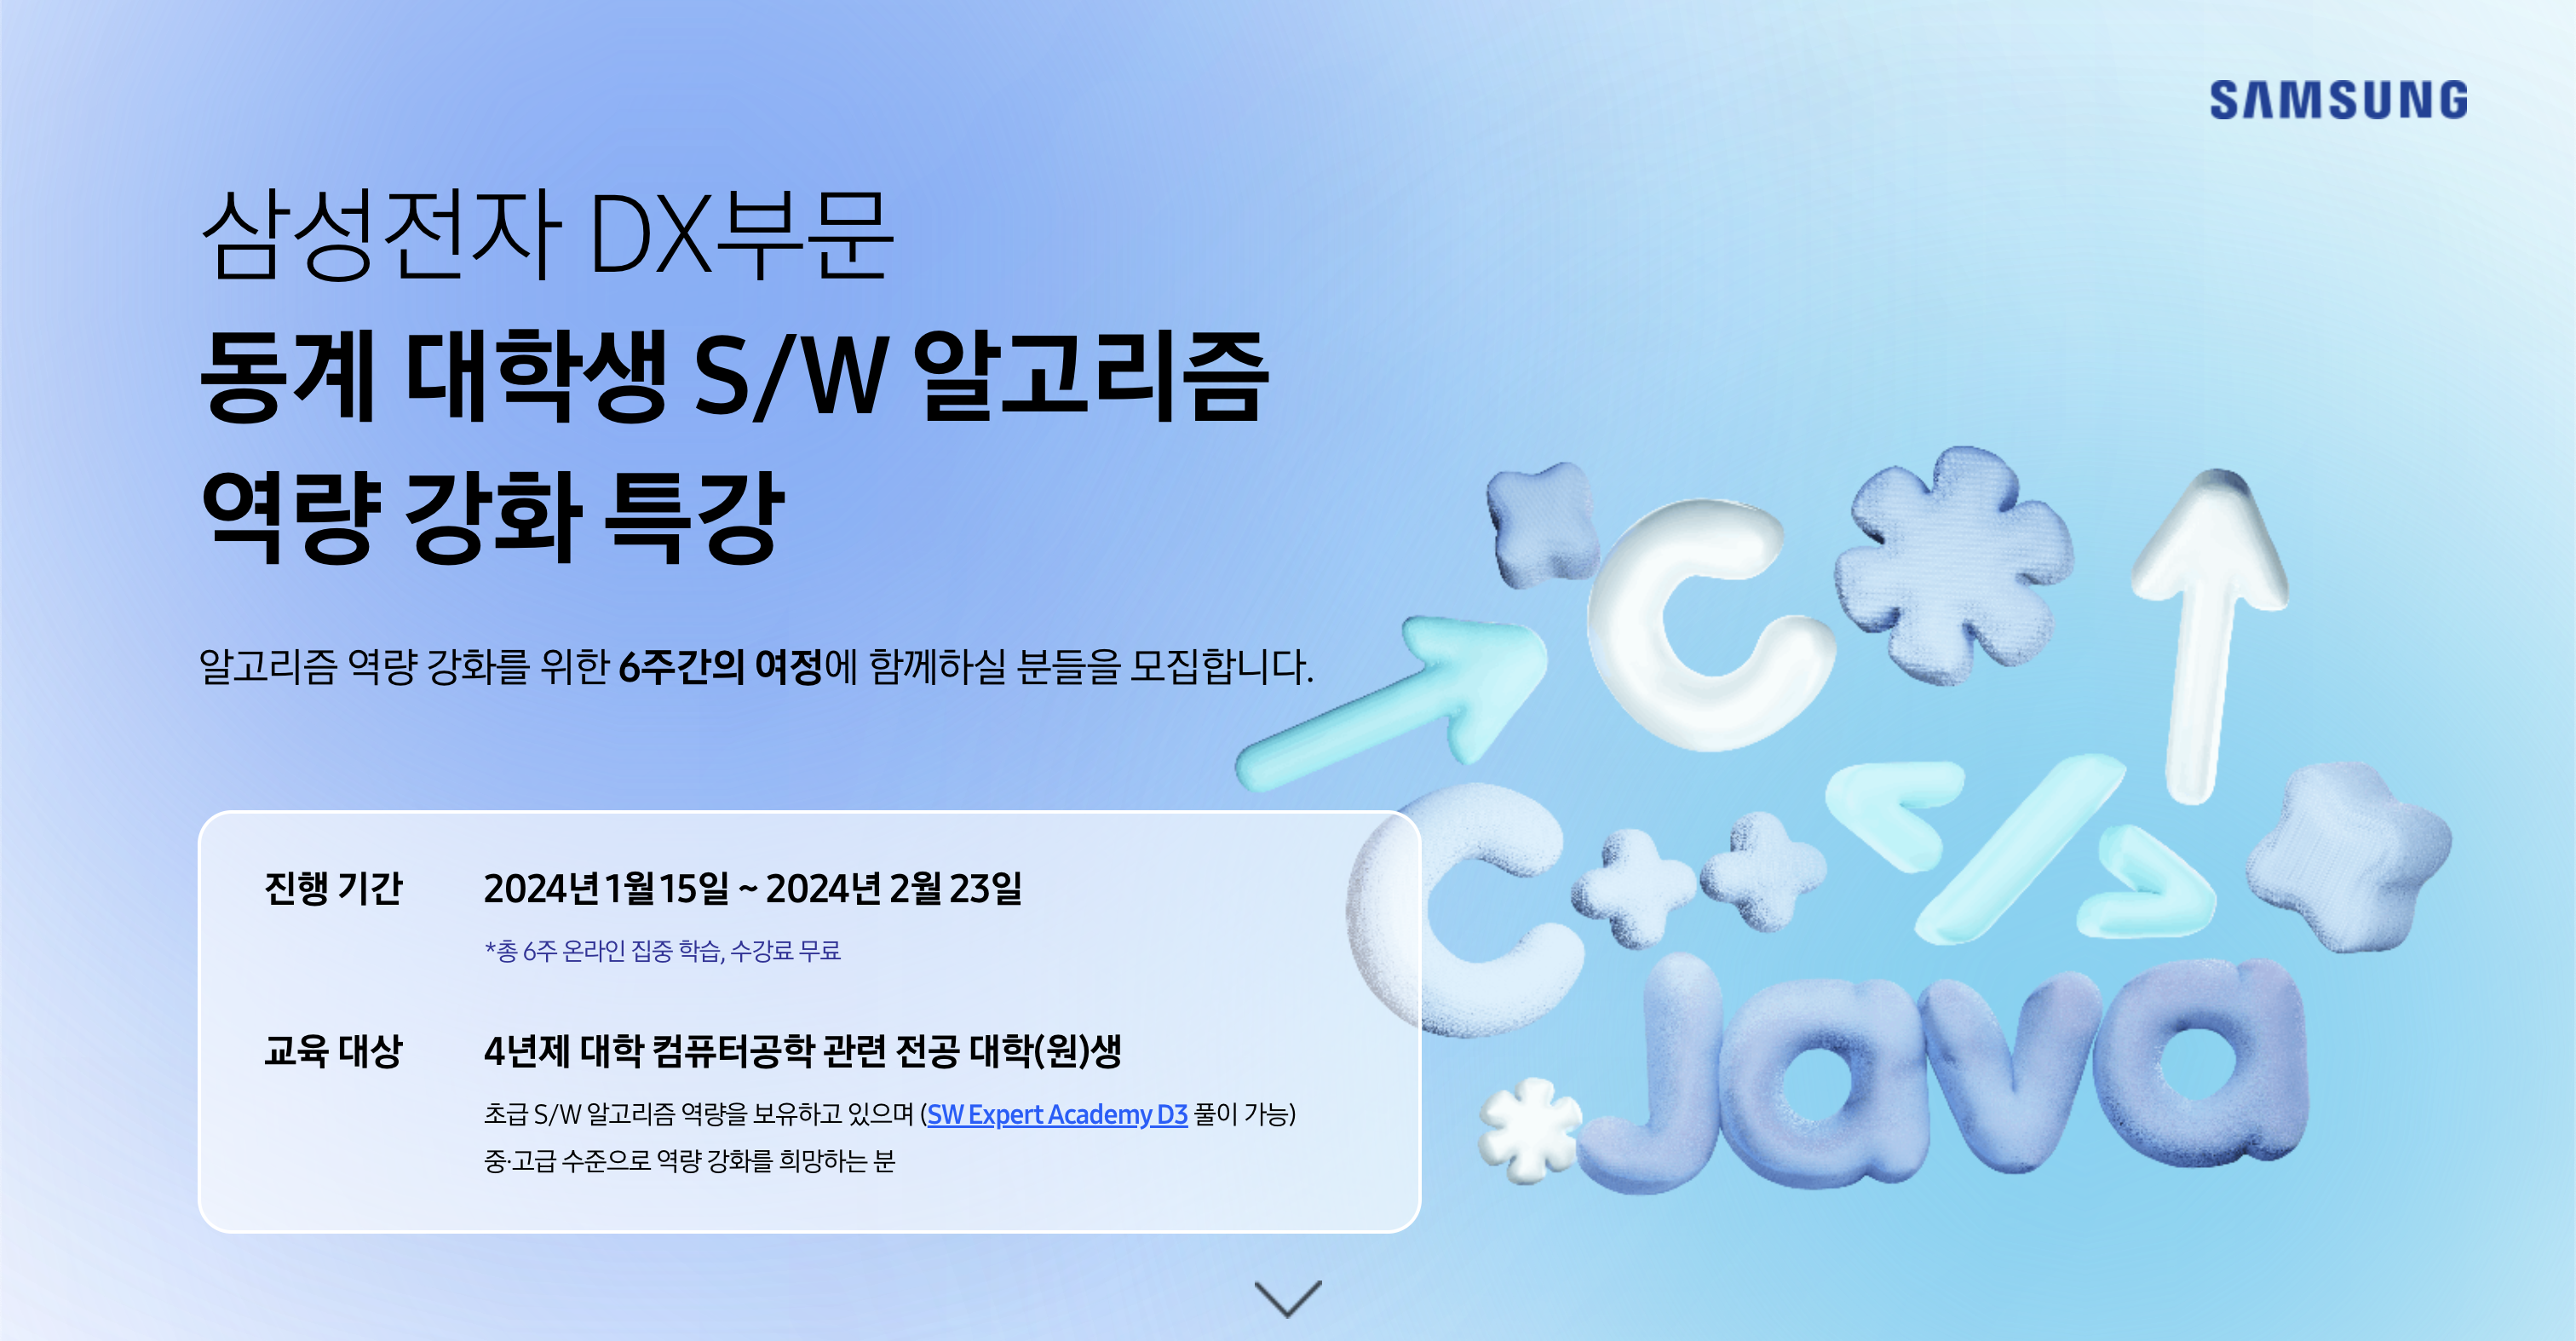 SAMSUNG
삼성전자 DX부문
동계 대학생 S/W 알고리즘
역량 강화 특강
알고리즘 역량 강화를 위한 6주간의 여정에 함께하실 분들을 모집합니다.
진행 기간 2024년 1월 15일 ~ 2024년 2월 23일
*총 6주 온라인 집중 학습, 수강료 무료
교육 대상 4년제 대학 컴퓨터공학 관련 전공 대학(원)생
초급 S/W 알고리즘 역량을 보유하고 있으며 (SW Expert Academy D3 풀이 가능)
중·고급 수준으로 역량 강화를 희망하는 분
C *
C++ </>
* Java